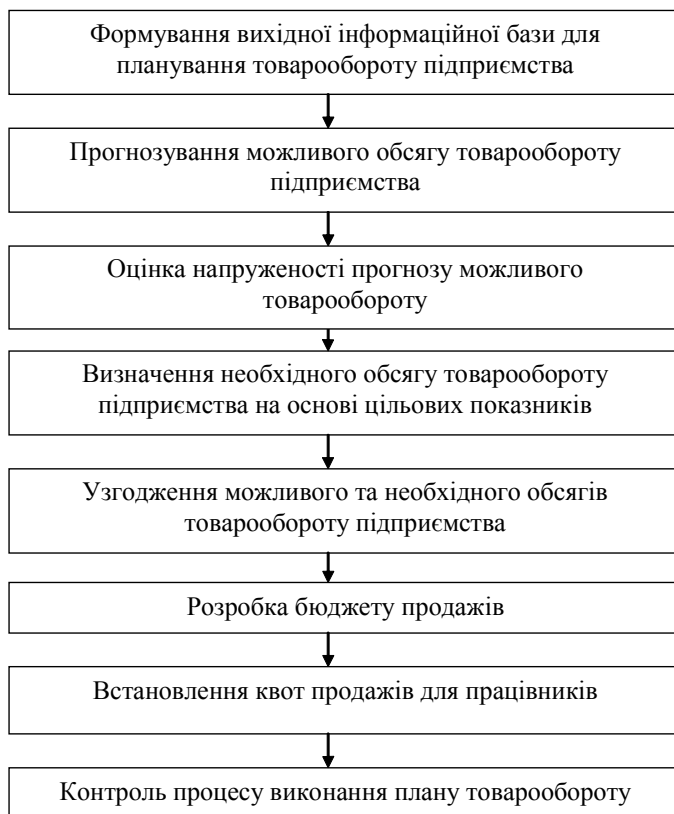 Формування вихідної інформаційної бази для
планування товарообороту підприємства
Прогнозування можливого обсягу товарообороту
підприємства
Оцінка напруженості прогнозу можливого
товарообороту
Визначення необхідного обсягу товарообороту
підприємства на основі цільових показників
Узгодження можливого та необхідного обсягів
товарообороту підприємства
Розробка бюджету продажів
Встановлення квот продажів для працівників
Контроль процесу виконання плану товарообороту